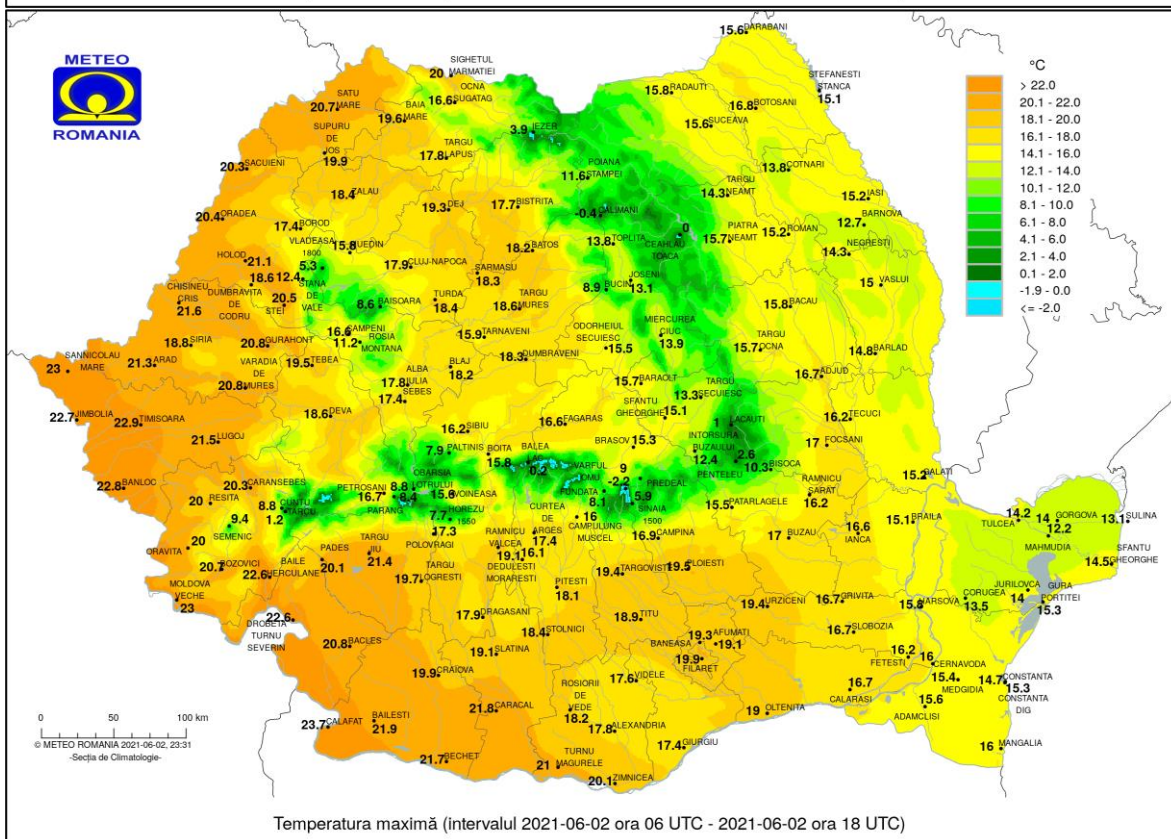 METEO
ROMANIA
°C
> 22.0
20.1 - 22.0
18.1 - 20.0
16.1 - 18.0
14.1 - 16.0
12.1 - 14.0
10.1 - 12.0
8.1 - 10.0
6.1 - 8.0
4.1 - 6.0
2.1 - 4.0
0.1 - 2.0
-1.9 - 0.0
<= -2.0
15.6 DARABANI
SIGHETUL
20 MARMATIEI
OCNA
16.6 SUGATAG
SATU
20.7 MARE
BAIA
19.6 MARE
15.8 RADAUTI
STEFANESTI
STANCA
15.1
16.8 BOTOSANI
15.6 SUCEAVA
3.9 IEZER
SUPURU
DE
JOS
19.9
TARGU
17.8 LAPUS
20.3 SACUIENI
POIANA
11.6 STAMPEI
13.8 COTNARI
18.4 ZALAU
TARGU
14.3 NEAMT
15.2 IASI
19.3 DEJ
17.7 BISTRITA
-0.4 CALIMANI
BARNOVA
12.7
20.4 ORADEA
17.4 BOROD
0
CEAHLAU
TOACA
PIATRA
15.7 NEAMT
15.2 ROMAN
VLADEASA
1800
5.3
15.8 HUEDIN
18.2 BATOS
13.8 TOPLITA
NEGRESTI
14.3
HOLOD
21.1
17.9 CLUJ-NAPOCA
SARMASU
18.3
JOSENI
13.1
8.9 BUCIN
VASLUI
15
18.6
DUMBRAVITA
DE
CODRU
12.4
STANA
DE
VALE
CHISINEU
CRIS
21.6
20.5
STEI
8.6 BAISOARA
TURDA
18.4
TARGU
18.6 MURES
15.8 BACAU
CAMPENI
16.6
ROSIA
11.2 MONTANA
15.9 TARNAVENI
ODORHEIUL
SECUIESC
15.5
MIERCUREA
CIUC
13.9
TARGU
15.7 OCNA
18.8 SIRIA
20.8 GURAHONT
14.8 BARLAD
SANNICOLAU
MARE
23
21.3 ARAD
VARADIA
DE
20.8 MURES
19.5 TEBEA
BLAJ
18.2
18.3 DUMBRAVENI
16.7 ADJUD
ALBA
17.8 IULIA
SEBES
17.4
15.7 BARAOLT
TARGU
13.3 SECUIESC
22.7 JIMBOLIA
22.9 TIMISOARA
18.6 DEVA
16.6 FAGARAS
SFANTU
GHEORGHE 15.1
1 LACAUTI
16.2 TECUCI
21.5 LUGOJ
16.2 SIBIU
7.9 PALTINIS
BOITA
15.8
BALEA
LAC
0.2
BRASOV 15.3
INTORSURA
BUZAULUI
12.4
2.6
PENTELEU
17 FOCSANI
10.3 BISOCA
15.2 GALATI
22.8 BANLOC
20.3 CARANSEBES
RESITA
20
8.8
CUNTU
TARCU
1.2
PETROSANI
16.7
8.4
PARANG
OBARSIA
8.8 LOTRULUI
15.6 VOINEASA
VARFUL
OMU
-2.2
FUNDATA
8.1
9
PREDEAL
5.9
SINAIA
1500
RAMNICU
SARAT
16.2
15.5 PATARLAGELE
9.4
SEMENIC
7.7
HOREZU
1550
17.3
POLOVRAGI
CURTEA
DE
ARGES
17.4
16
CAMPULUNG
MUSCEL
16.9 CAMPINA
17 BUZAU
16.6
IANCA
15.1 BRAILA
14.2
TULCEA
14 GORGOVA
12.2
MAHMUDIA
13.1 SULINA
ORAVITA
20
20.7 BOZOVICI
BAILE
22.6 HERCULANE
PADES
20.1
TARGU
JIU
21.4
RAMNICU
VALCEA
19.1
DEDULESTI
MORARESTI
16.1
PITESTI
18.1
19.4 TARGOVISTE
19.5 PLOIESTI
SFANTU
14.5 GHEORGHE
MOLDOVA
VECHE
23
TARGU
19.7 LOGRESTI
19.4 URZICENI
16.7 GRIVITA
15.8 HARSOVA
CORUGEA
13.5
JURILOVCA
14
GURA
PORTITEI
15.3
22.6
DROBETA
TURNU
SEVERIN
17.9 DRAGASANI
18.4 STOLNICI
18.9 TITU
16.7 SLOBOZIA
20.8 BACLES
19.1 SLATINA
19.3 AFUMATI
BANEASA 19.1
19.9 FILARET
16.2
FETESTI
16
CERNAVODA
19.9 CRAIOVA
17.6 VIDELE
16.7
CALARASI
15.4
MEDGIDIA
14.7 CONSTANTA
15.3
CONSTANTA
DIG
ROSIORII
DE
VEDE
18.2
15.6
ADAMCLISI
21.8 CARACAL
19 OLTENITA
23.7 CALAFAT
BAILESTI
21.9
17.8 ALEXANDRIA
17.4 GIURGIU
16 MANGALIA
21.7 BECHET
TURNU
21 MAGURELE
20.1 ZIMNICEA
0 50 100 km
© METEO ROMANIA 2021-06-02, 23:31
-Secția de Climatologie-
Temperatura maximă (intervalul 2021-06-02 ora 06 UTC - 2021-06-02 ora 18 UTC)